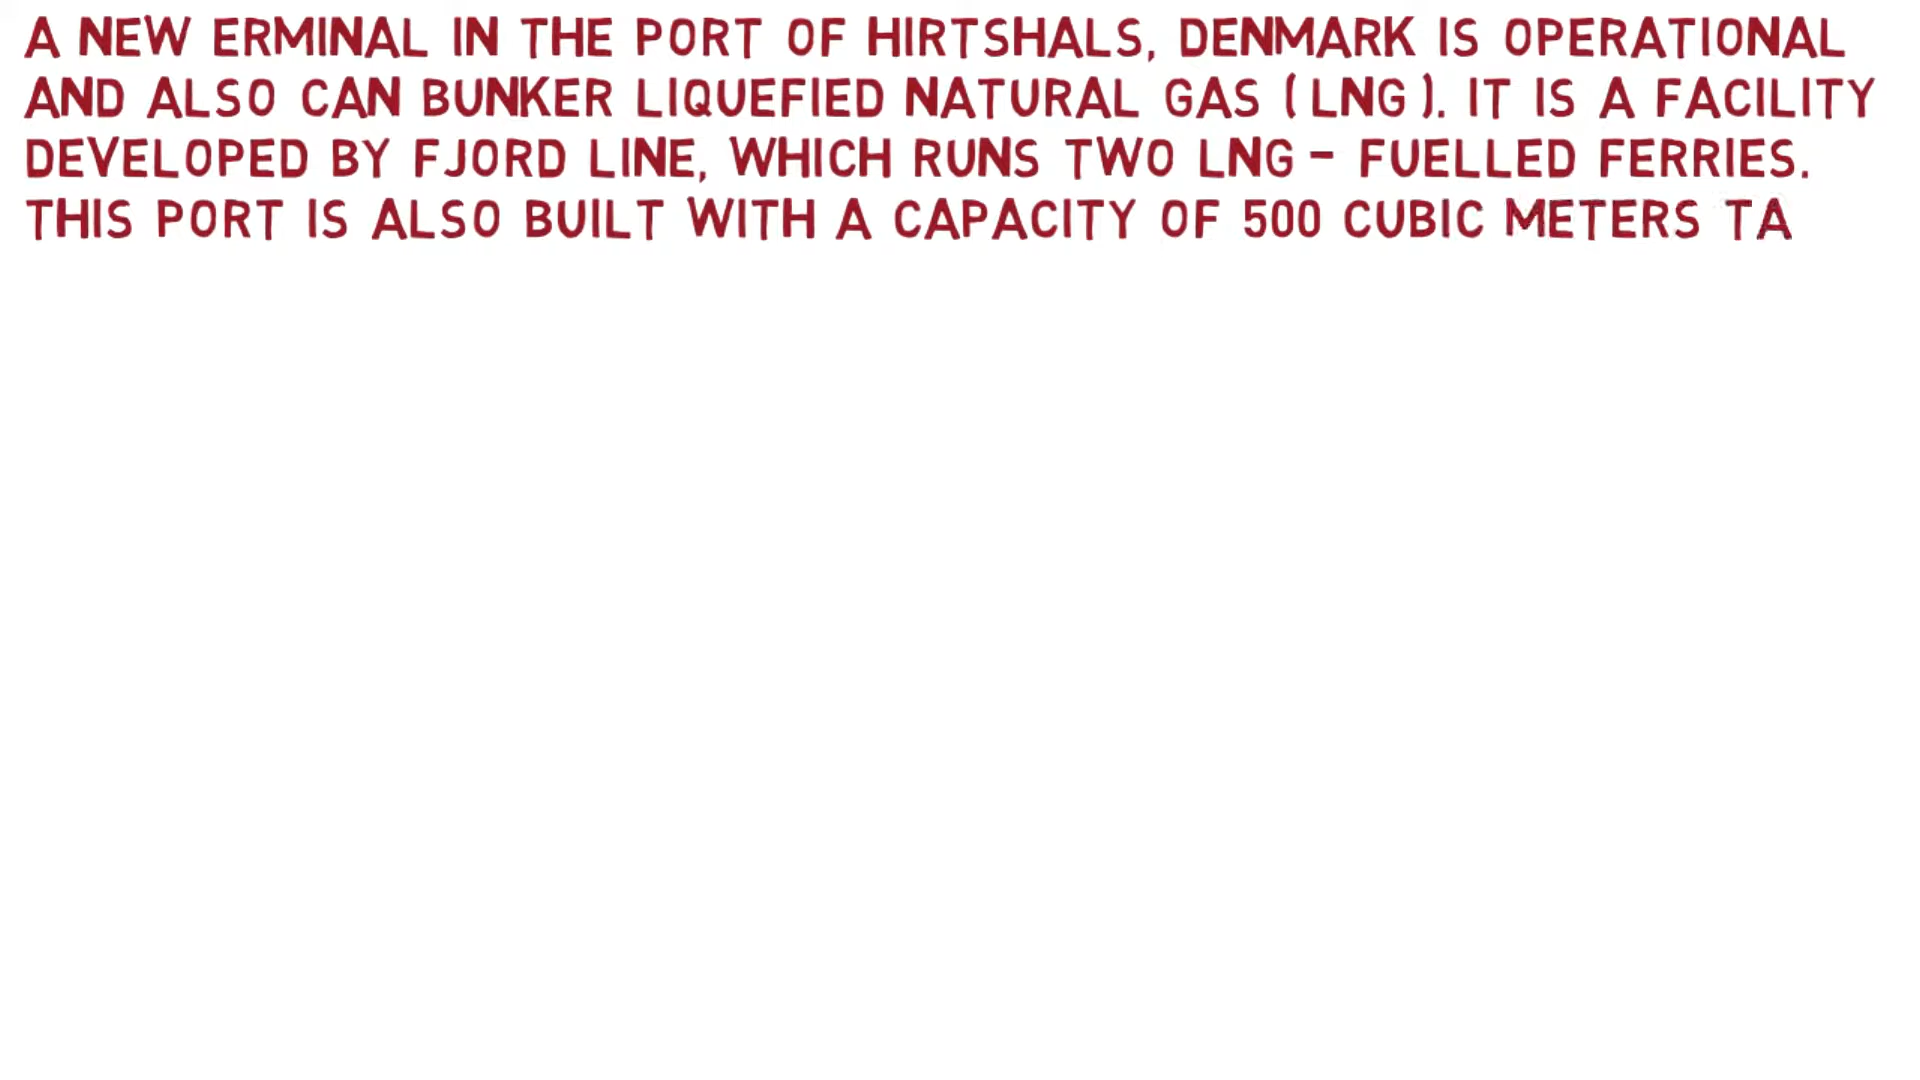 A NEW ERMINAL IN THE PORT OF HIRTSHALS, DENMARK IS OPERATIONAL
AND ALSO CAN BUNKER LIQUEFIED NATURAL GAS (LNG). IT IS A FACILITY
DEVELOPED BY FJORD LINE, WHICH RUNS TWO LNG - FUELLED FERRIES.
THIS PORT IS ALSO BUILT WITH A CAPACITY OF 500 CUBIC METERS TA